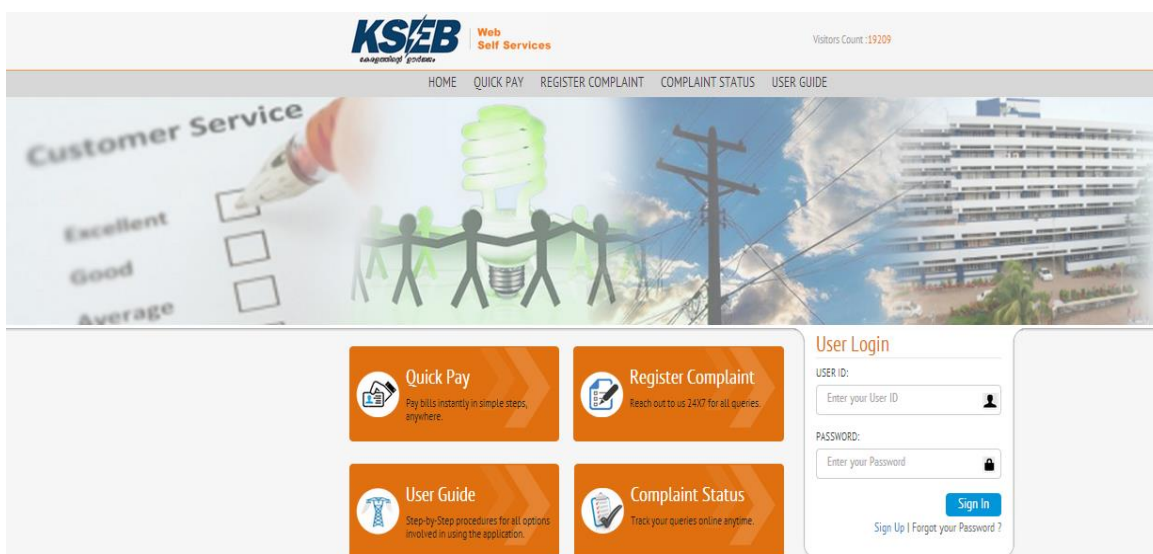 KSEB
Web
Self Services
കേരളത്തിന്റെ ഊർജ്ജം
Visitors Count :19209
HOME QUICK PAY REGISTER COMPLAINT COMPLAINT STATUS USER GUIDE
Customer Service
Excellent
Good
Average
Quick Pay
Pay bills instantly in simple steps,
anywhere.
Register Complaint
Reach out to us 24X7 for all queries.
User Guide
Step-by-Step procedures for all options
involved in using the application.
Complaint Status
Track your queries online anytime.
User Login
USER ID:
Enter your User ID
PASSWORD:
Enter your Password
Sign In
Sign Up | Forgot your Password ?